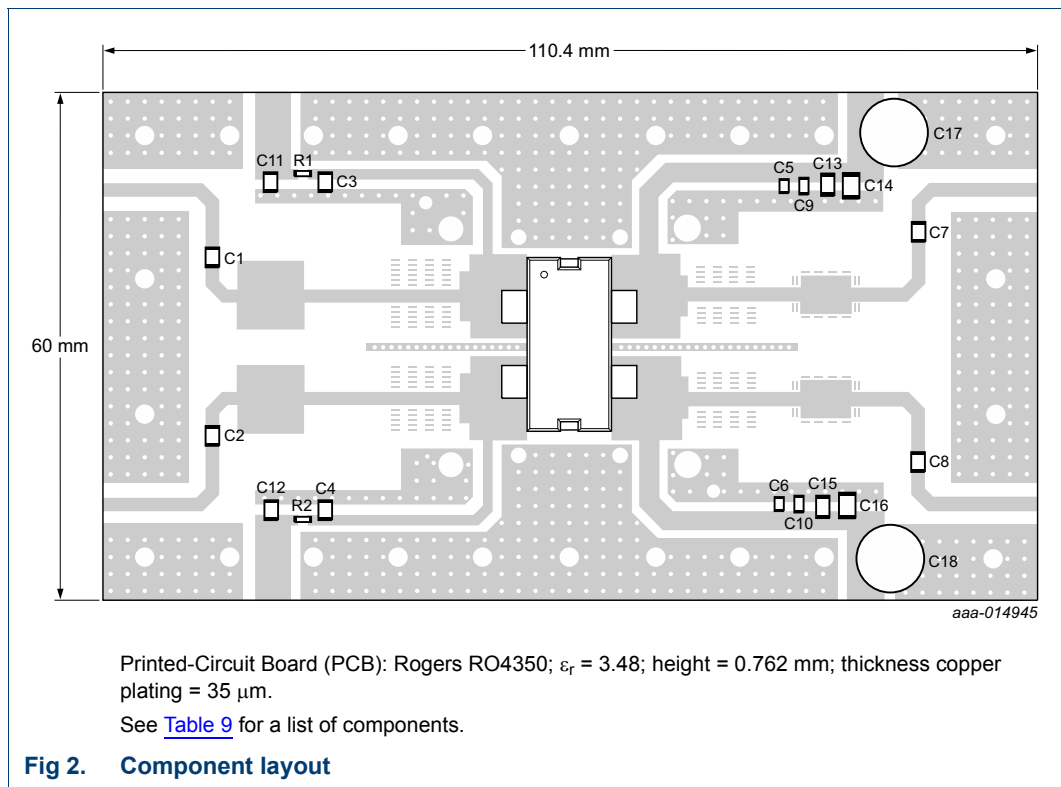 110.4 mm
60 mm
C17
C11
R1
C3
C5
C9
C13
C14
C1
C7
C2
C8
C12
R2
C4
C6
C10
C15
C16
C18
aaa-014945
Printed-Circuit Board (PCB): Rogers RO4350; εr = 3.48; height = 0.762 mm; thickness copper
plating = 35 μm.
See Table 9 for a list of components.
Fig 2. Component layout